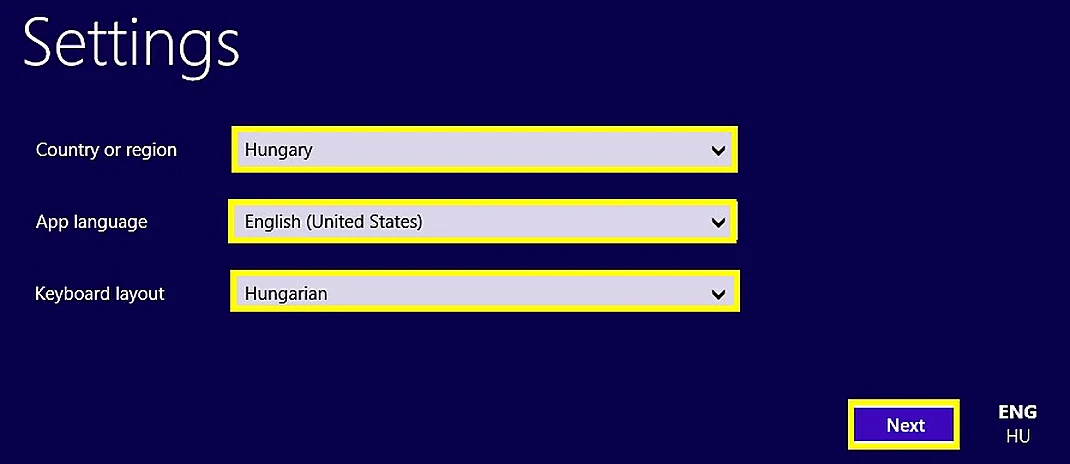 Settings
Country or region Hungary
App language English (United States)
Keyboard layout Hungarian
Next
ENG
HU